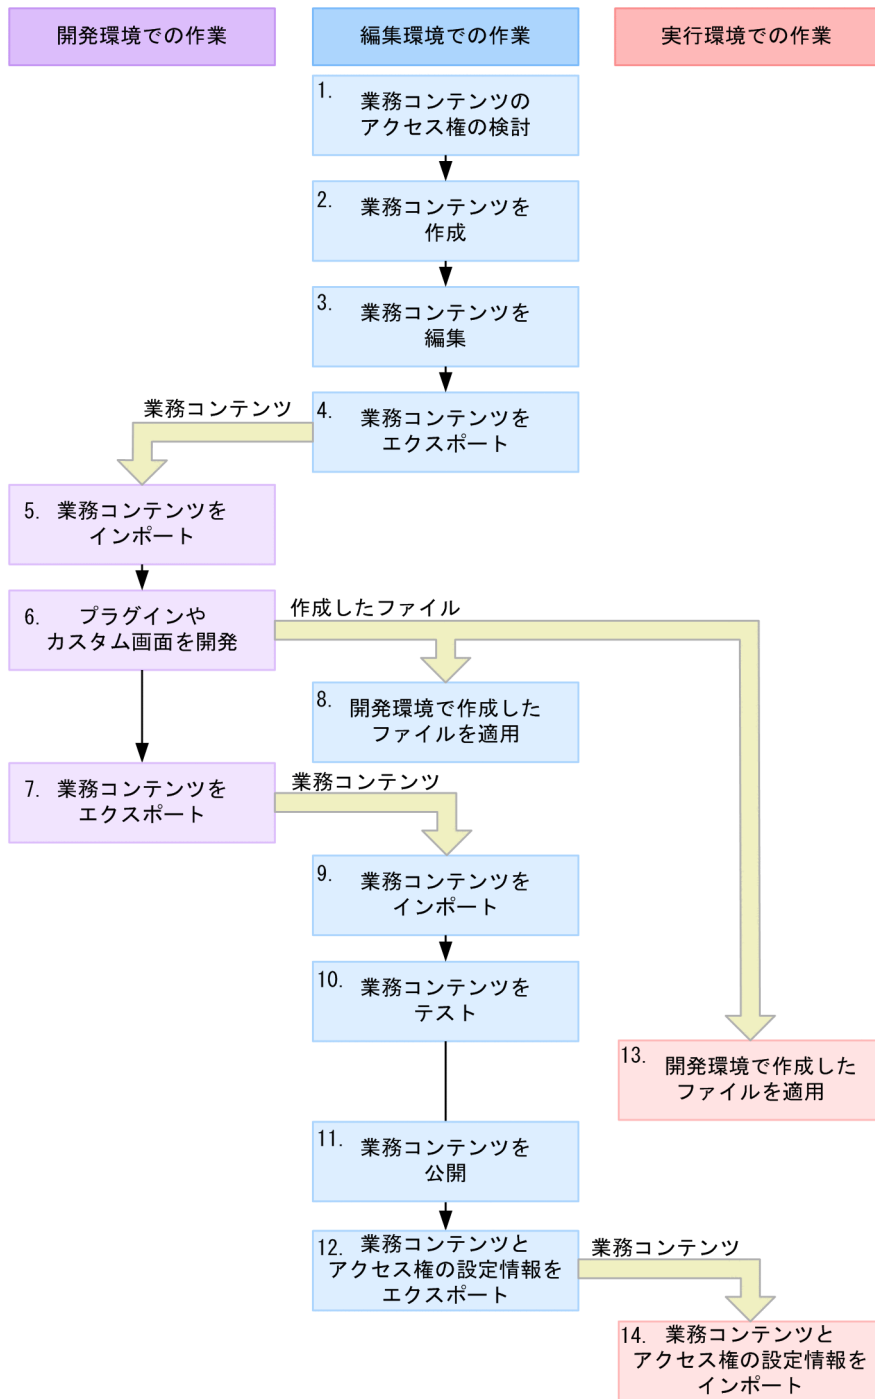 開発環境での作業
編集環境での作業
実行環境での作業
1. 業務コンテンツの
アクセス権の検討
2. 業務コンテンツを
作成
3. 業務コンテンツを
編集
業務コンテンツ
4. 業務コンテンツを
エクスポート
5. 業務コンテンツを
インポート
6. プラグインや
カスタム画面を開発
作成したファイル
8. 開発環境で作成した
ファイルを適用
7. 業務コンテンツを
エクスポート
業務コンテンツ
9. 業務コンテンツを
インポート
10. 業務コンテンツを
テスト
13. 開発環境で作成した
ファイルを適用
11. 業務コンテンツを
公開
12. 業務コンテンツと
アクセス権の設定情報を
エクスポート
業務コンテンツ
14. 業務コンテンツと
アクセス権の設定情報を
インポート